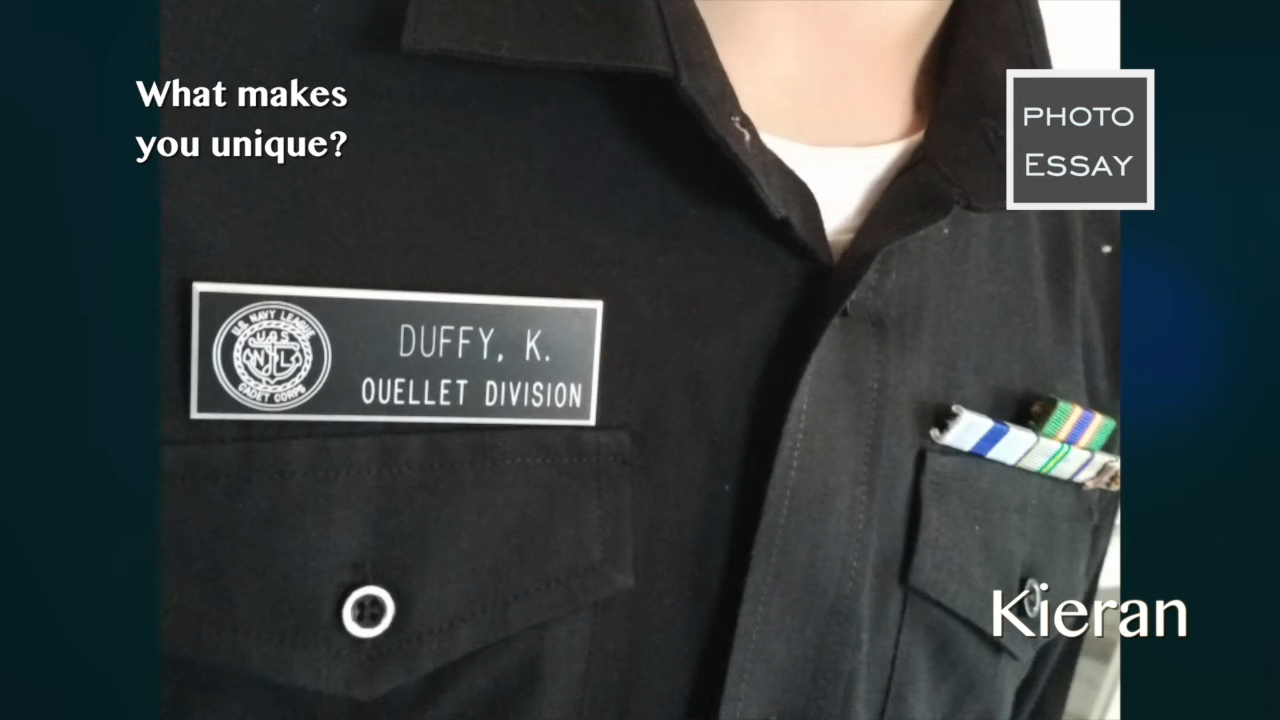 What makes
you unique?
PHOTO
ESSAY
U.S. NAVY LEAGUE
CADET CORPS
DUFFY, K.
OUELLET DIVISION
Kieran